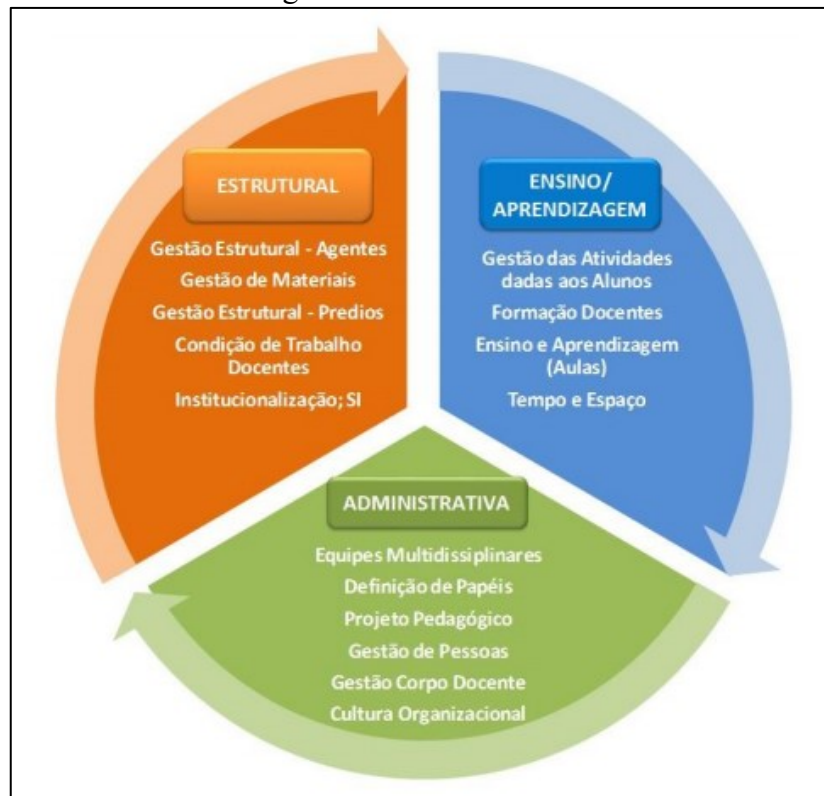 ESTRUTURAL
Gestão Estrutural - Agentes
Gestão de Materiais
Gestão Estrutural - Predios
Condição de Trabalho
Docentes
Institucionalização; SI
ENSINO/
APRENDIZAGEM
Gestão das Atividades
dadas aos Alunos
Formação Docentes
Ensino e Aprendizagem
(Aulas)
Tempo e Espaço
ADMINISTRATIVA
Equipes Multidissiplinares
Definição de Papéis
Projeto Pedagógico
Gestão de Pessoas
Gestão Corpo Docente
Cultura Organizacional